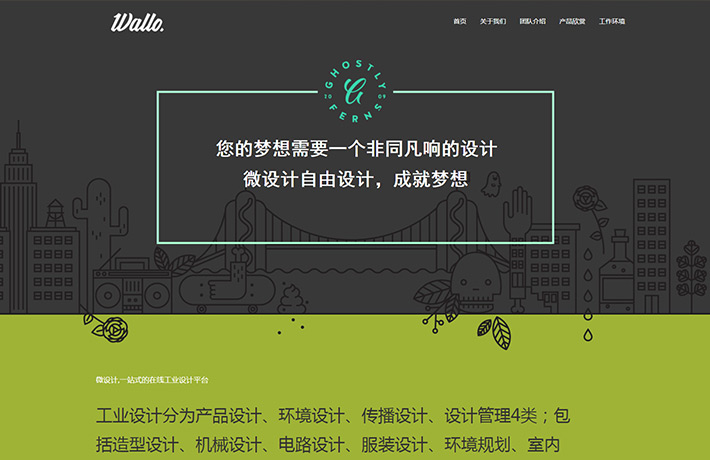 Wallo.
首页 关于我们 团队介绍 产品欣赏 工作环境
GHOSTLY
20 09
FERNS
您的梦想需要一个非同凡响的设计
微设计自由设计，成就梦想
微设计,一站式的在线工业设计平台
工业设计分为产品设计、环境设计、传播设计、设计管理4类；包
括造型设计、机械设计、电路设计、服装设计、环境规划、室内